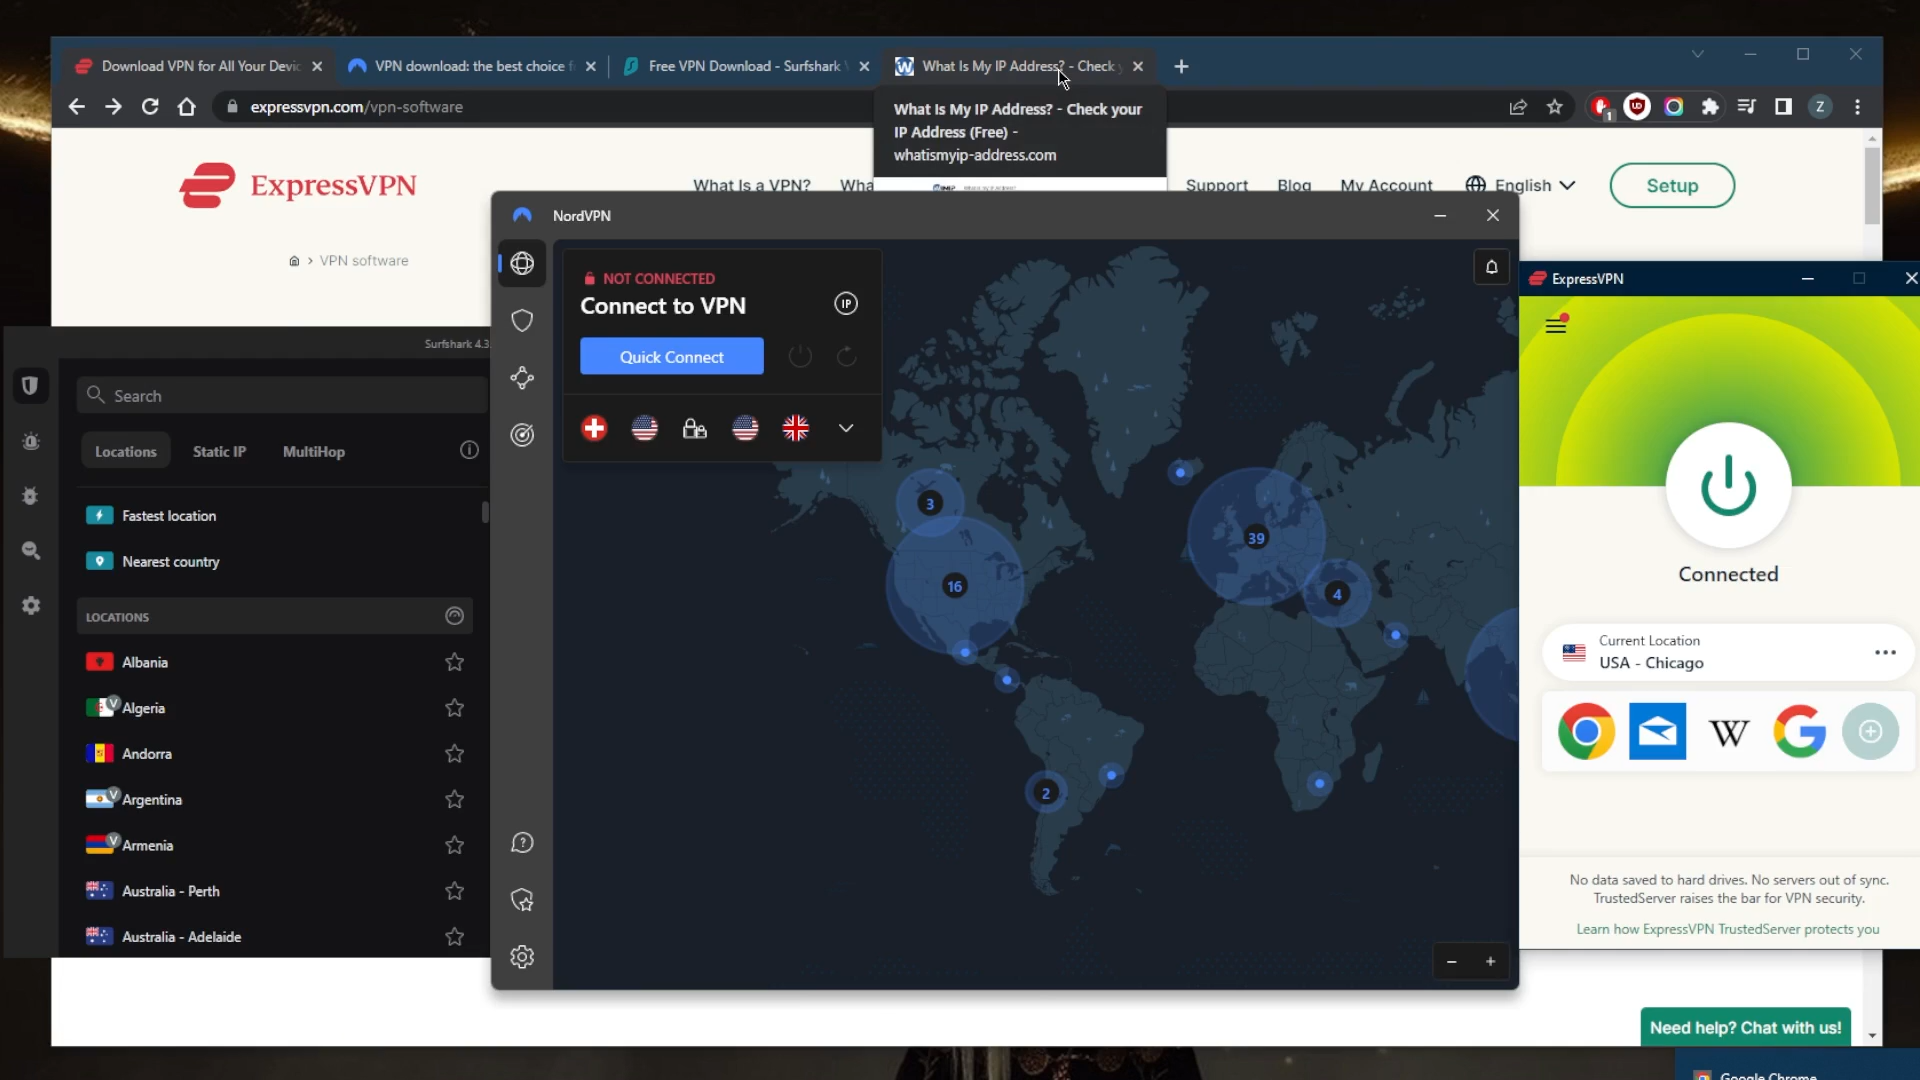 Download VPN for All Your Devic
VPN download: the best choice f
Free VPN Download - Surfshark
What Is My IP Address? - Check
expressvpn.com/vpn-software
1
Z
What Is My IP Address? - Check your
IP Address (Free) -
whatismyip-address.com
ExpressVPN
What Is a VPN?
Wha
Support
Blog
My Account
English
Setup
> VPN software
Surfshark 4.3
Search
Locations
Static IP
MultiHop
Fastest location
Nearest country
LOCATIONS
Albania
V
Algeria
Andorra
V
Argentina
V
Armenia
Australia - Perth
Australia - Adelaide
NordVPN
NOT CONNECTED
Connect to VPN
IP
Quick Connect
3
16
39
4
2
ExpressVPN
Connected
Current Location
USA - Chicago
W
G
No data saved to hard drives. No servers out of sync.
TrustedServer raises the bar for VPN security.
Learn how ExpressVPN TrustedServer protects you
Need help? Chat with us!
Google Chrome